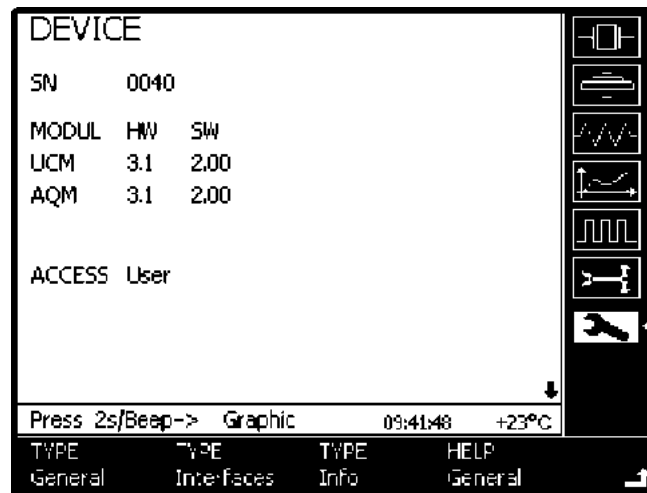 DEVICE
SN 0040
MODUL HW SW
UCM 3.1 2.00
AQM 3.1 2.00
ACCESS User
Press 2s/Beep-> Graphic 09:41:48 +23°C
TYPE TYPE TYPE HELP
General Interfaces Info General